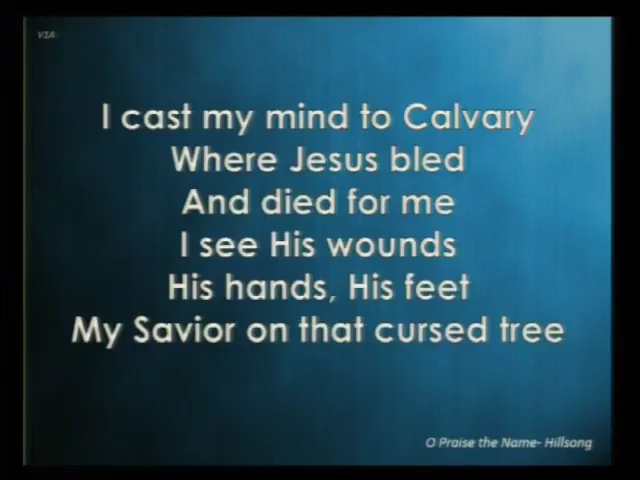 V1A
I cast my mind to Calvary
Where Jesus bled
And died for me
I see His wounds
His hands, His feet
My Savior on that cursed tree
O Praise the Name- Hillsong